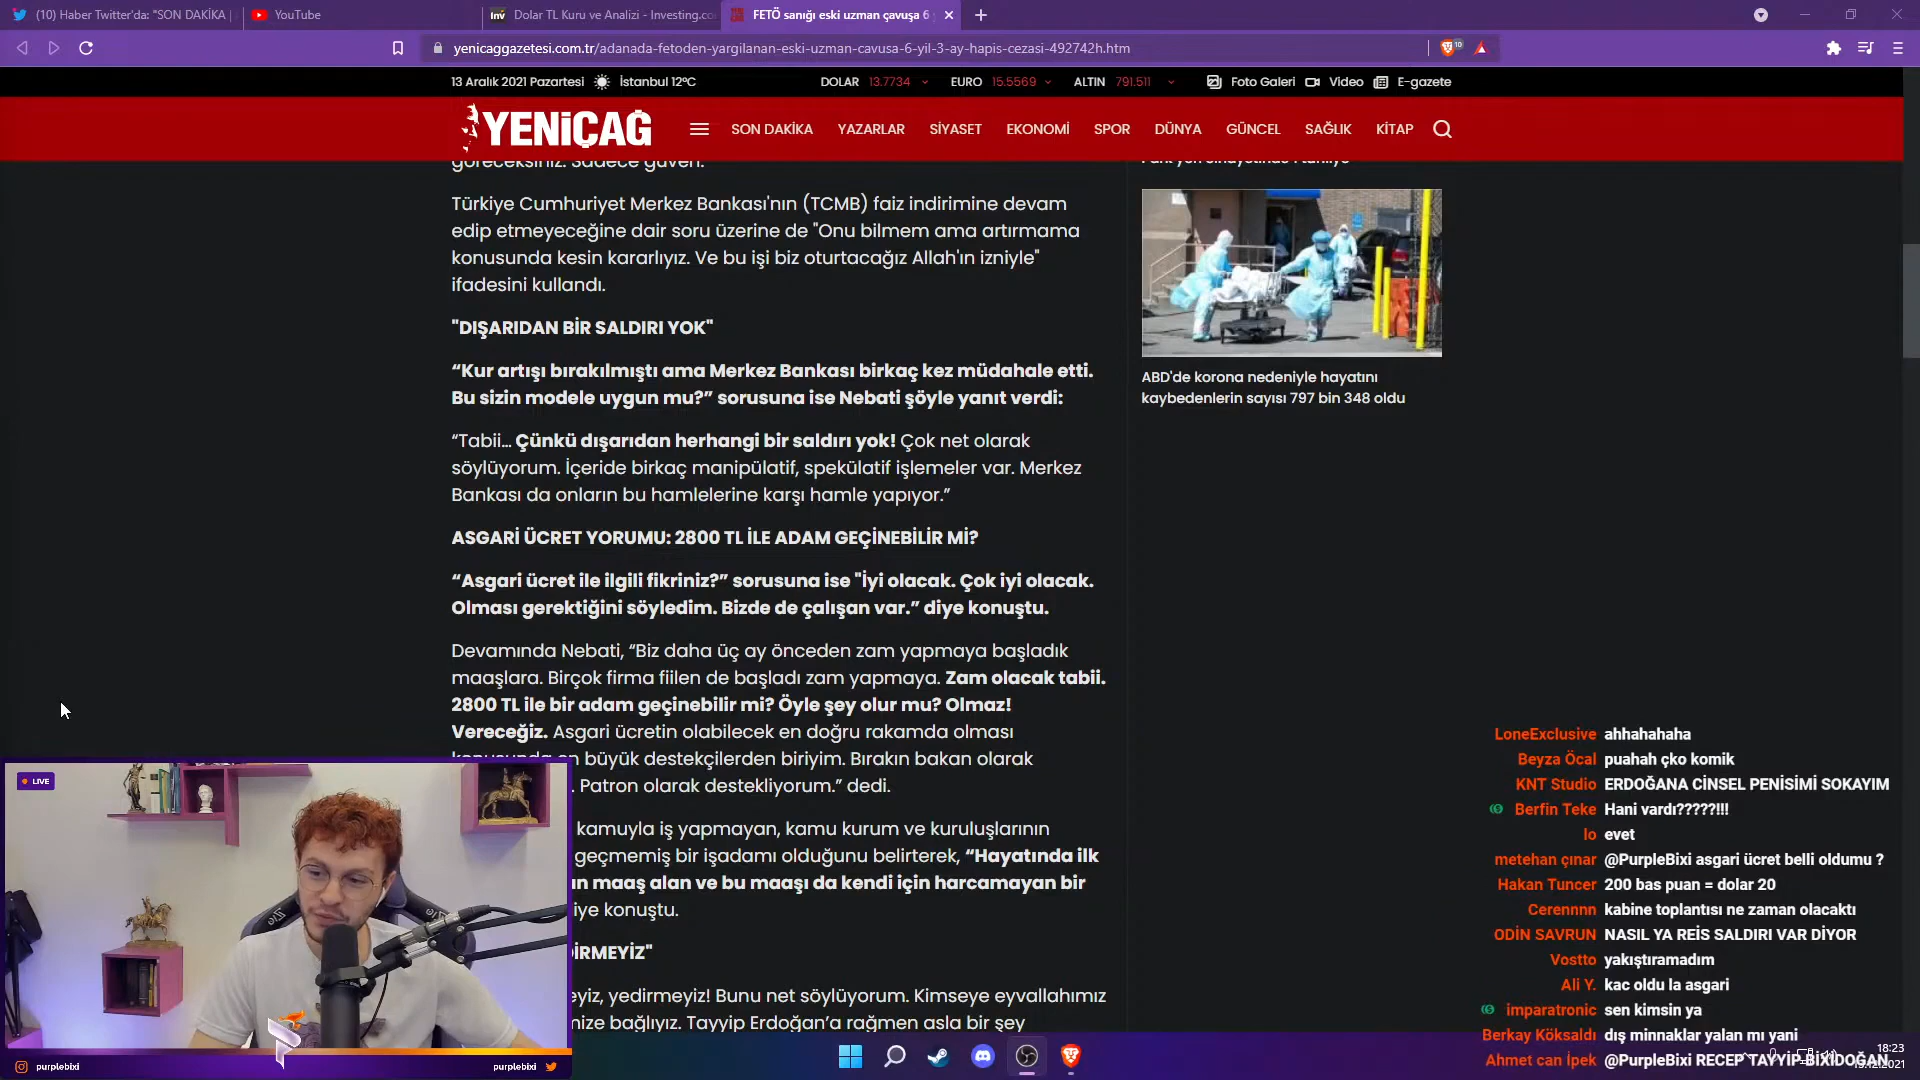 (10) Haber Twitter'da: "SON DAKİKA
YouTube
Dolar TL Kuru ve Analizi - Investing.co
FETÖ sanığı eski uzman çavuşa 6
yenicaggazetesi.com.tr/adanada-fetoden-yargilanan-eski-uzman-cavusa-6-yil-3-ay-hapis-cezasi-492742h.htm
13 Aralık 2021 Pazartesi İstanbul 12°C DOLAR 13.7734 EURO 15.5569 ALTIN 791.511 Foto Galeri Video E-gazete
YENİÇAĞ SON DAKİKA YAZARLAR SİYASET EKONOMİ SPOR DÜNYA GÜNCEL SAĞLIK KİTAP
göreceksiniz. Sadece güven.
Türkiye Cumhuriyet Merkez Bankası'nın (TCMB) faiz indirimine devam
edip etmeyeceğine dair soru üzerine de "Onu bilmem ama artırmama
konusunda kesin kararlıyız. Ve bu işi biz oturtacağız Allah'ın izniyle"
ifadesini kullandı.
"DIŞARIDAN BİR SALDIRI YOK"
“Kur artışı bırakılmıştı ama Merkez Bankası birkaç kez müdahale etti.
Bu sizin modele uygun mu?” sorusuna ise Nebati şöyle yanıt verdi:
“Tabii... Çünkü dışarıdan herhangi bir saldırı yok! Çok net olarak
söylüyorum. İçeride birkaç manipülatif, spekülatif işlemeler var. Merkez
Bankası da onların bu hamlelerine karşı hamle yapıyor.”
ASGARİ ÜCRET YORUMU: 2800 TL İLE ADAM GEÇİNEBİLİR Mİ?
“Asgari ücret ile ilgili fikriniz?” sorusuna ise "İyi olacak. Çok iyi olacak.
Olması gerektiğini söyledim. Bizde de çalışan var.” diye konuştu.
Devamında Nebati, “Biz daha üç ay önceden zam yapmaya başladık
maaşlara. Birçok firma fiilen de başladı zam yapmaya. Zam olacak tabii.
2800 TL ile bir adam geçinebilir mi? Öyle şey olur mu? Olmaz!
Vereceğiz. Asgari ücretin olabilecek en doğru rakamda olması
konusunda en büyük destekçilerden biriyim. Bırakın bakan olarak
. Patron olarak destekliyorum.” dedi.
kamuyla iş yapmayan, kamu kurum ve kuruluşlarının
geçmemiş bir işadamı olduğunu belirterek, “Hayatında ilk
n maaş alan ve bu maaşı da kendi için harcamayan bir
iye konuştu.
DİRMEYİZ"
eyiz, yedirmeyiz! Bunu net söylüyorum. Kimseye eyvallahımız
mize bağlıyız. Tayyip Erdoğan’a rağmen asla bir şey
ABD'de korona nedeniyle hayatını
kaybedenlerin sayısı 797 bin 348 oldu
LoneExclusive ahhahahaha
Beyza Öcal puahah çko komik
KNT Studio ERDOĞANA CİNSEL PENİSİMİ SOKAYIM
Berfin Teke Hani vardı?????!!!
lo evet
metehan çınar @PurpleBixi asgari ücret belli oldumu ?
Hakan Tuncer 200 bas puan = dolar 20
Cerennnn kabine toplantısı ne zaman olacaktı
ODİN SAVRUN NASIL YA REİS SALDIRI VAR DİYOR
Vostto yakıştıramadım
Ali Y. kac oldu la asgari
imparatronic sen kimsin ya
Berkay Köksaldı dış minnaklar yalan mı yani
Ahmet can İpek @PurpleBixi RECEP TAYYİP BİXİDOĞAN
LIVE
purplebixi
purplebixi
18:23